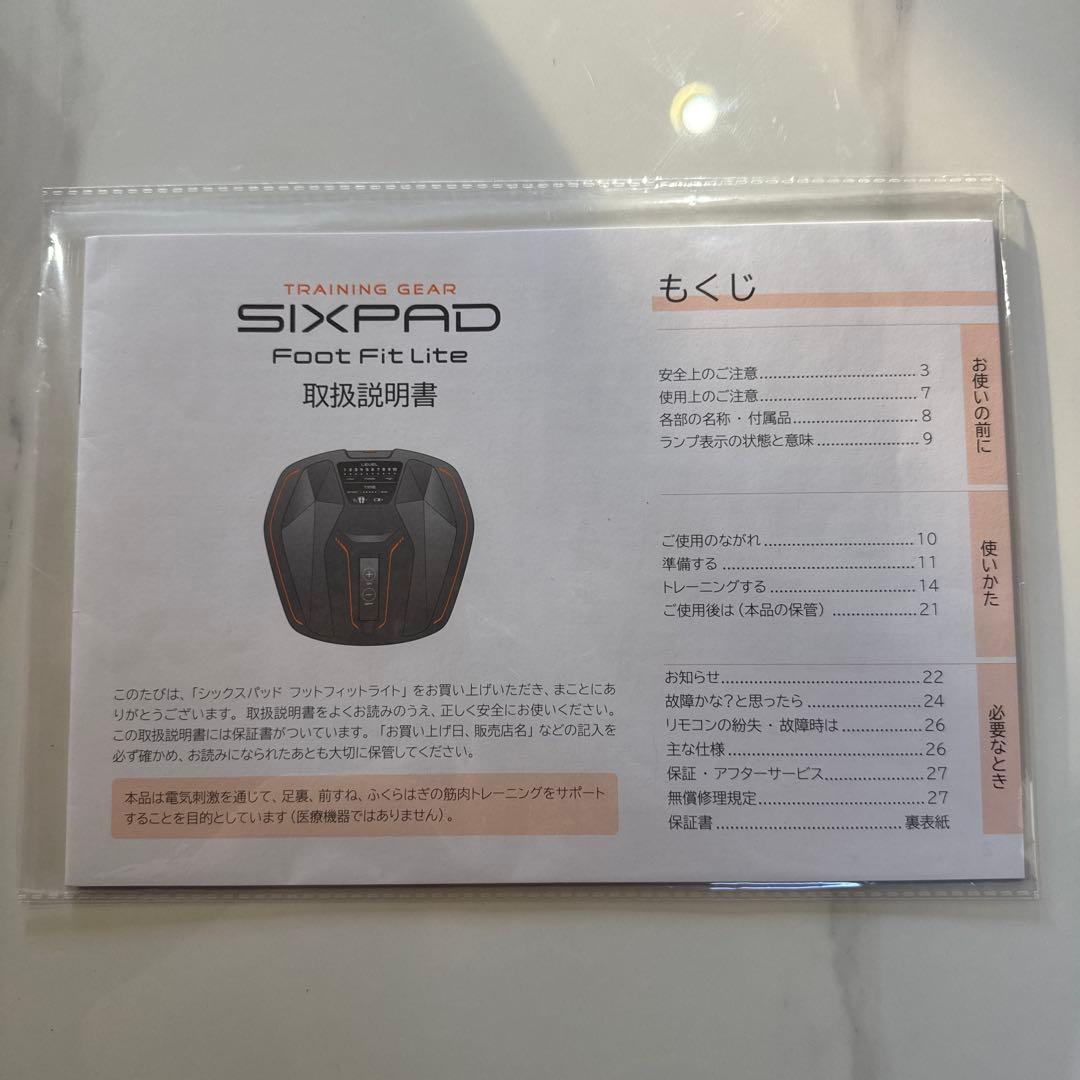 TRAINING GEAR
SIXPAD
Foot Fit Lite
取扱説明書
LEVEL
1 2 3 4 5 6 7 8 9 10
このたびは、「シックスパッド フットフィットライト」をお買い上げいただき、まことにあ
りがとうございます。取扱説明書をよくお読みのうえ、正しく安全にお使いください。
この取扱説明書には保証書がついています。「お買い上げ日、販売店名」などの記入を
必ず確かめ、お読みになられたあとも大切に保管してください。
本品は電気刺激を通じて、足裏、前すね、ふくらはぎの筋肉トレーニングをサポート
することを目的としています（医療機器ではありません）。
もくじ
お使いの前に
安全上のご注意 3
使用上のご注意 7
各部の名称・付属品 8
ランプ表示の状態と意味 9
使いかた
ご使用のながれ 10
準備する 11
トレーニングする 14
ご使用後は（本品の保管） 21
必要なとき
お知らせ 22
故障かな？と思ったら 24
リモコンの紛失・故障時は 26
主な仕様 26
保証・アフターサービス 27
無償修理規定 27
保証書 裏表紙